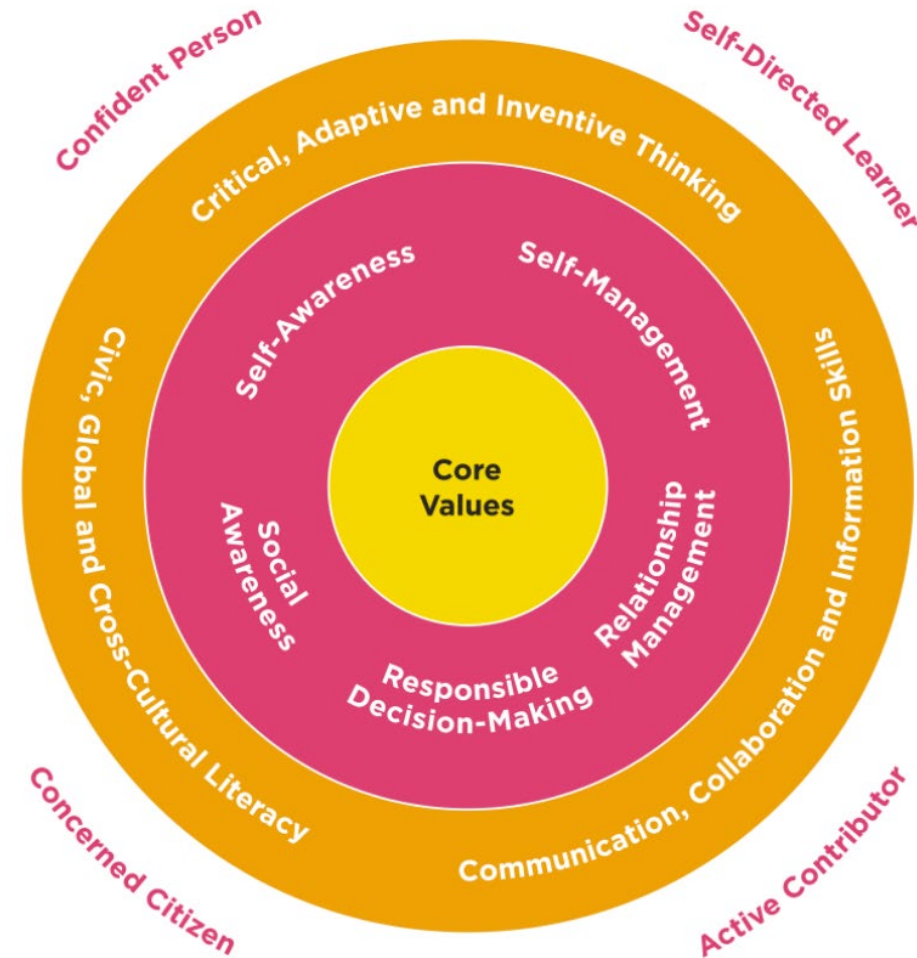 Confident Person
Self-Directed Learner
Critical, Adaptive and Inventive Thinking
Self-Awareness
Self-Management
Civic, Global and Cross-Cultural Literacy
Communication, Collaboration and Information Skills
Core
Values
Social
Awareness
Relationship
Management
Responsible
Decision-Making
Concerned Citizen
Active Contributor